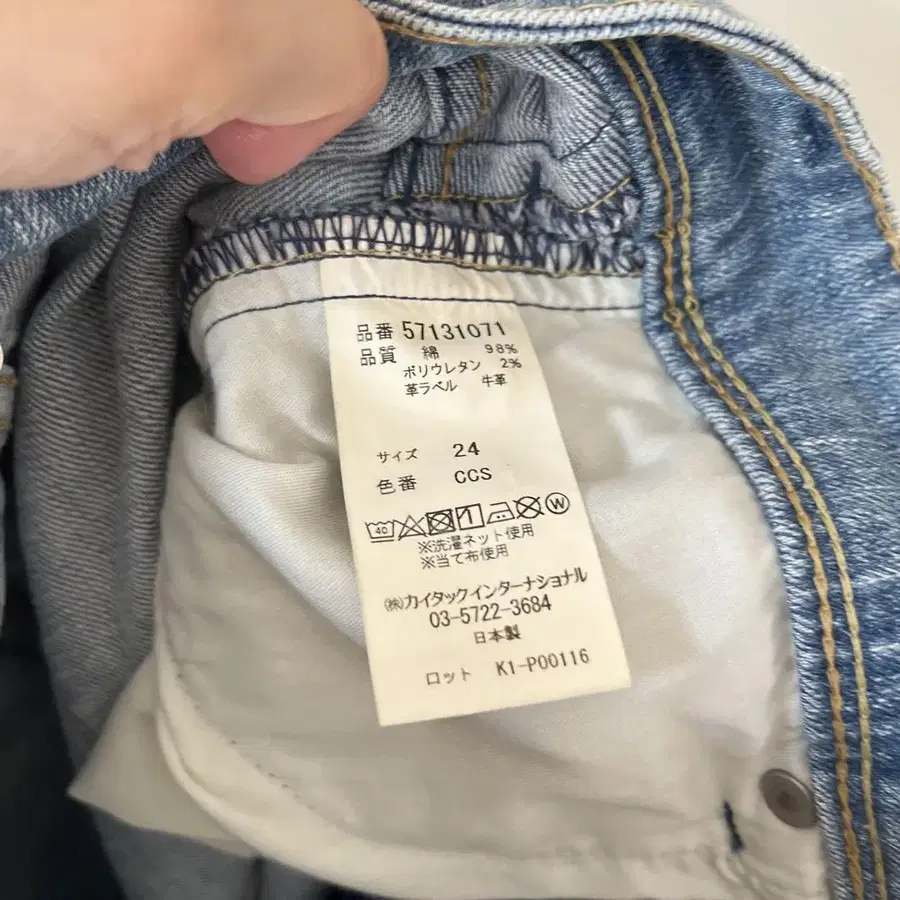 品番 57131071
品質 綿 98%
ポリウレタン 2%
革ラベル 牛革
サイズ 24
色番 CCS
40 1 W
※洗濯ネット使用
※当て布使用
㈱カイタックインターナショナル
03-5722-3684
日本製
ロット K1-P00116